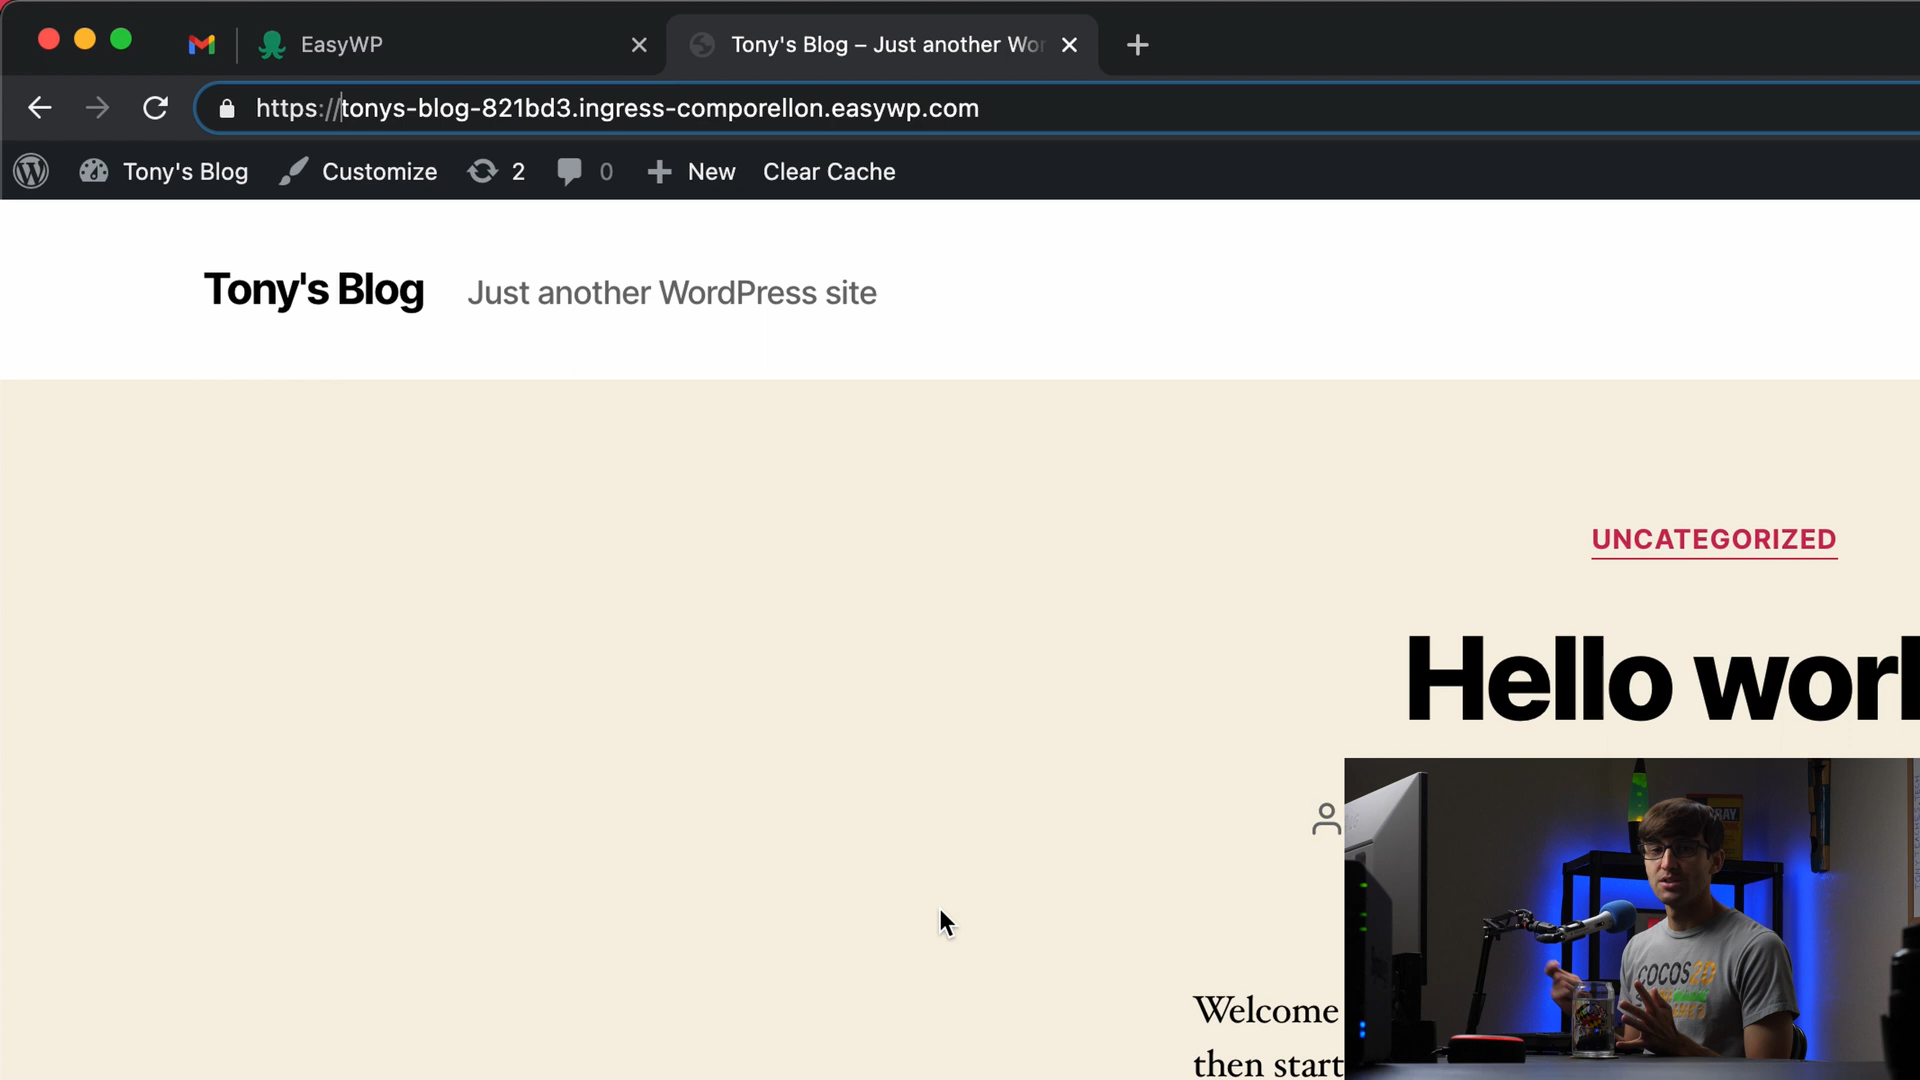 EasyWP
Tony's Blog – Just another Wor
https://tonys-blog-821bd3.ingress-comporellon.easywp.com
Tony's Blog Customize 2 0 New Clear Cache
Tony's Blog Just another WordPress site
UNCATEGORIZED
Hello worl
Welcome
then start
COCOS2D